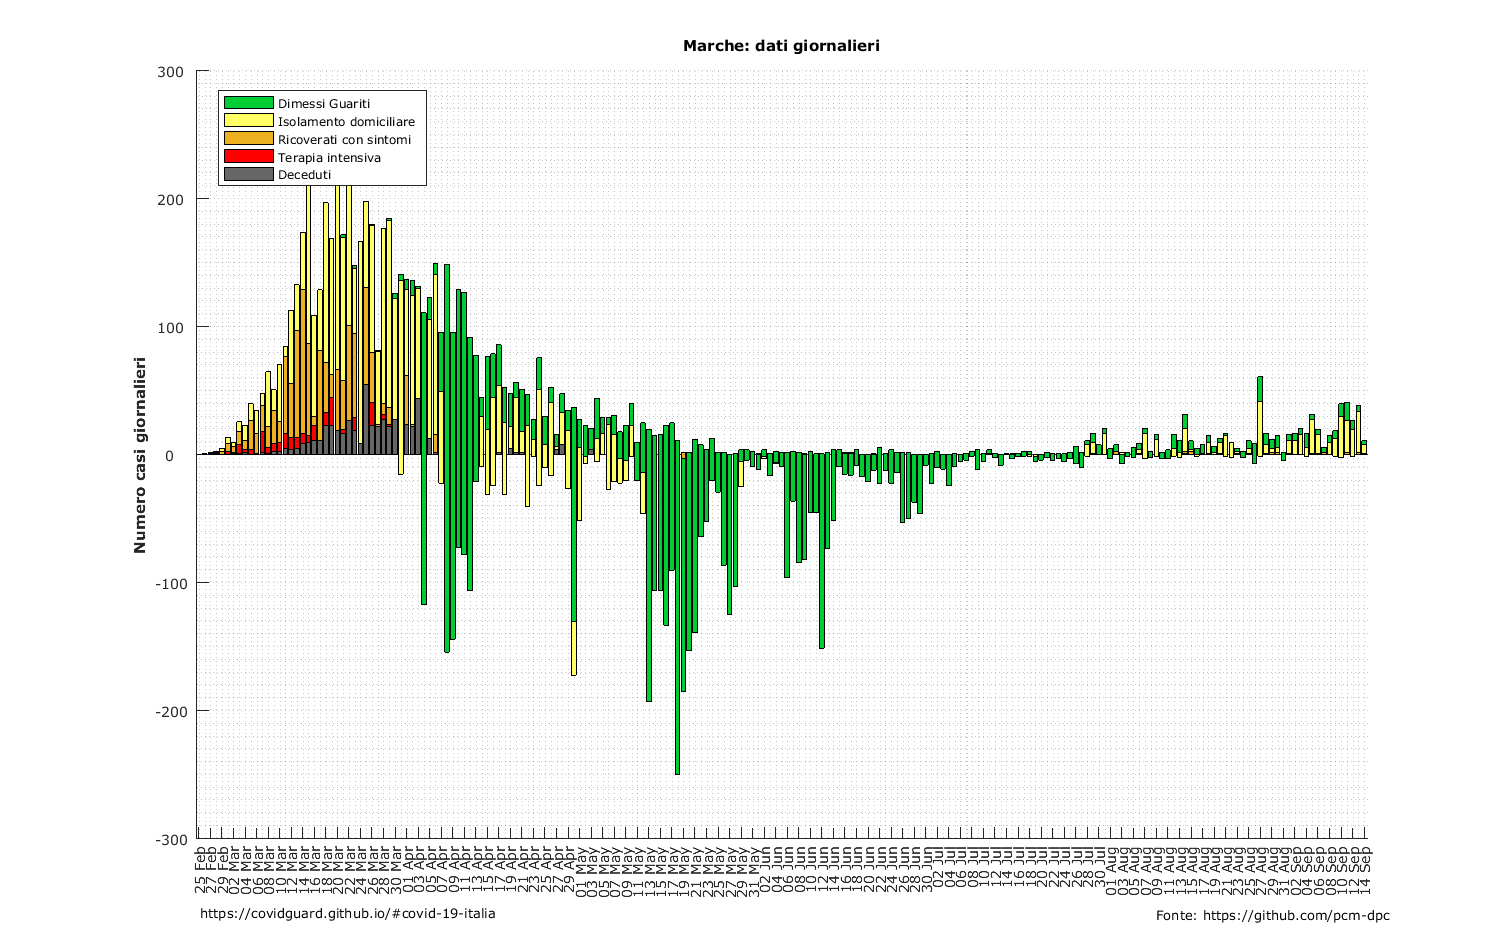 Marche: dati giornalieri
300
200
100
0
-100
-200
-300
Numero casi giornalieri
Dimessi Guariti
Isolamento domiciliare
Ricoverati con sintomi
Terapia intensiva
Deceduti
25 Feb
27 Feb
29 Feb
02 Mar
04 Mar
06 Mar
08 Mar
10 Mar
12 Mar
14 Mar
16 Mar
18 Mar
20 Mar
22 Mar
24 Mar
26 Mar
28 Mar
30 Mar
01 Apr
03 Apr
05 Apr
07 Apr
09 Apr
11 Apr
13 Apr
15 Apr
17 Apr
19 Apr
21 Apr
23 Apr
25 Apr
27 Apr
29 Apr
01 May
03 May
05 May
07 May
09 May
11 May
13 May
15 May
17 May
19 May
21 May
23 May
25 May
27 May
29 May
31 May
02 Jun
04 Jun
06 Jun
08 Jun
10 Jun
12 Jun
14 Jun
16 Jun
18 Jun
20 Jun
22 Jun
24 Jun
26 Jun
28 Jun
30 Jun
02 Jul
04 Jul
06 Jul
08 Jul
10 Jul
12 Jul
14 Jul
16 Jul
18 Jul
20 Jul
22 Jul
24 Jul
26 Jul
28 Jul
30 Jul
01 Aug
03 Aug
05 Aug
07 Aug
09 Aug
11 Aug
13 Aug
15 Aug
17 Aug
19 Aug
21 Aug
23 Aug
25 Aug
27 Aug
29 Aug
31 Aug
02 Sep
04 Sep
06 Sep
08 Sep
10 Sep
12 Sep
14 Sep
https://covidguard.github.io/#covid-19-italia
Fonte: https://github.com/pcm-dpc